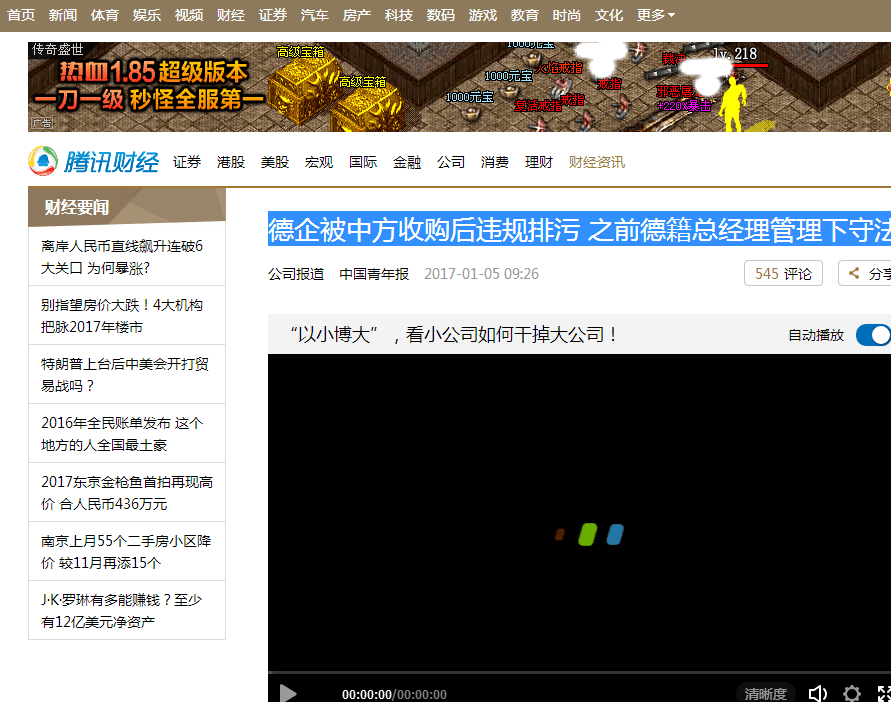 首页 新闻 体育 娱乐 视频 财经 证券 汽车 房产 科技 数码 游戏 教育 时尚 文化 更多
传奇盛世
热血1.85超级版本
一刀一级 秒怪全服第一
广告
高级宝箱
高级宝箱
1000元宝
1000元宝
1000元宝
火焰戒指
戒指
戒指
lv.218
+220%暴击
腾讯财经 证券 港股 美股 宏观 国际 金融 公司 消费 理财 财经资讯
财经要闻
离岸人民币直线飙升连破6
大关口 为何暴涨?
别指望房价大跌！4大机构
把脉2017年楼市
特朗普上台后中美会开打贸
易战吗？
2016年全民账单发布 这个
地方的人全国最土豪
2017东京金枪鱼首拍再现高
价 合人民币436万元
南京上月55个二手房小区降
价 较11月再添15个
J·K·罗琳有多能赚钱？至少
有12亿美元净资产
德企被中方收购后违规排污 之前德籍总经理管理下守法
公司报道 中国青年报 2017-01-05 09:26
545 评论
分享
“以小博大”，看小公司如何干掉大公司！
自动播放
00:00:00/00:00:00
清晰度